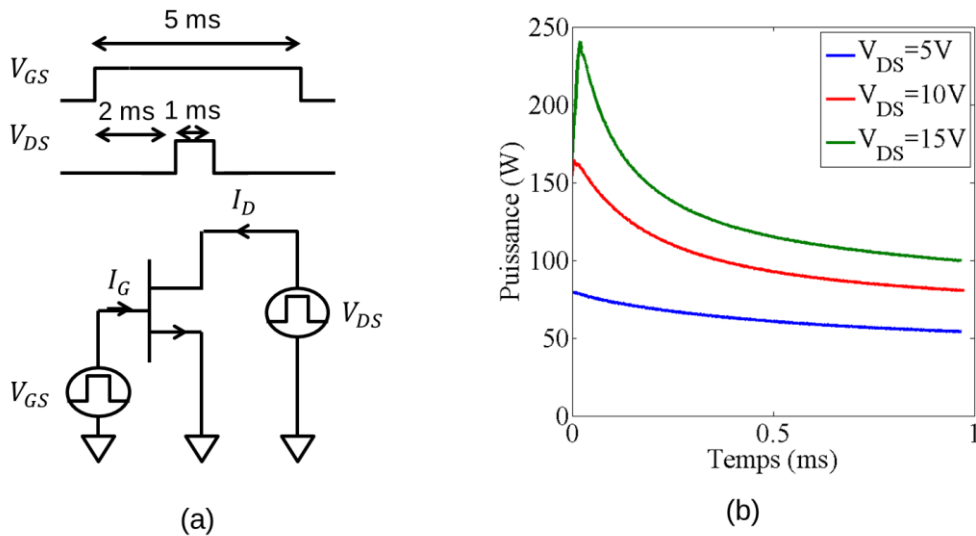 5 ms
V_GS
2 ms 1 ms
V_DS
I_D
I_G
V_DS
V_GS
(a)
250
200
150
100
50
0
Puissance (W)
V_DS=5V
V_DS=10V
V_DS=15V
0 0.5 1
Temps (ms)
(b)